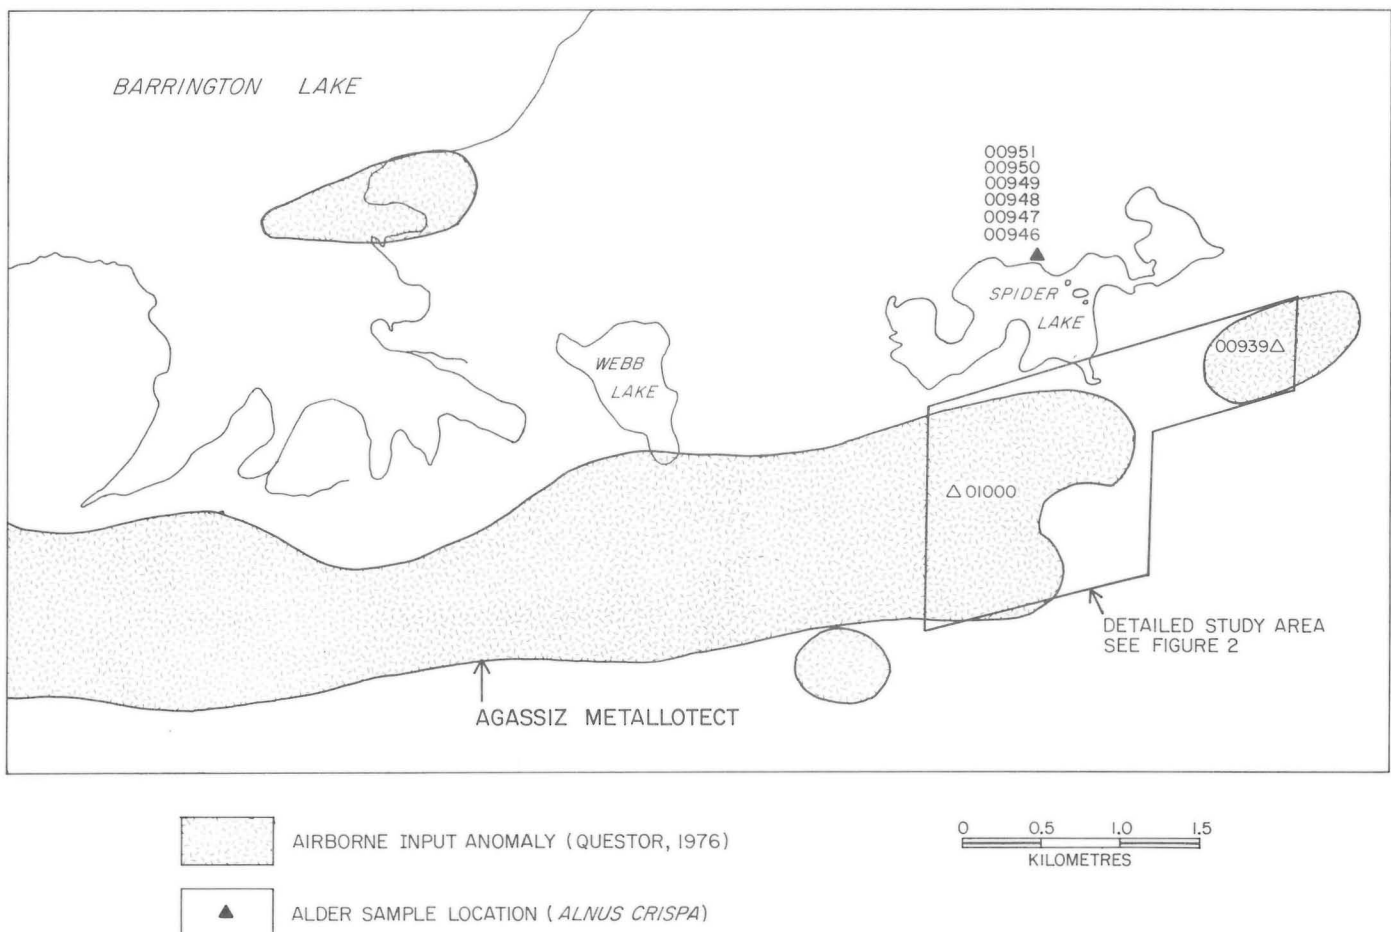 BARRINGTON LAKE
00951
00950
00949
00948
00947
00946
SPIDER
LAKE
00939
WEBB
LAKE
01000
DETAILED STUDY AREA
SEE FIGURE 2
AGASSIZ METALLOTECT
AIRBORNE INPUT ANOMALY (QUESTOR, 1976)
0 0.5 1.0 1.5
KILOMETRES
ALDER SAMPLE LOCATION (ALNUS CRISPA)